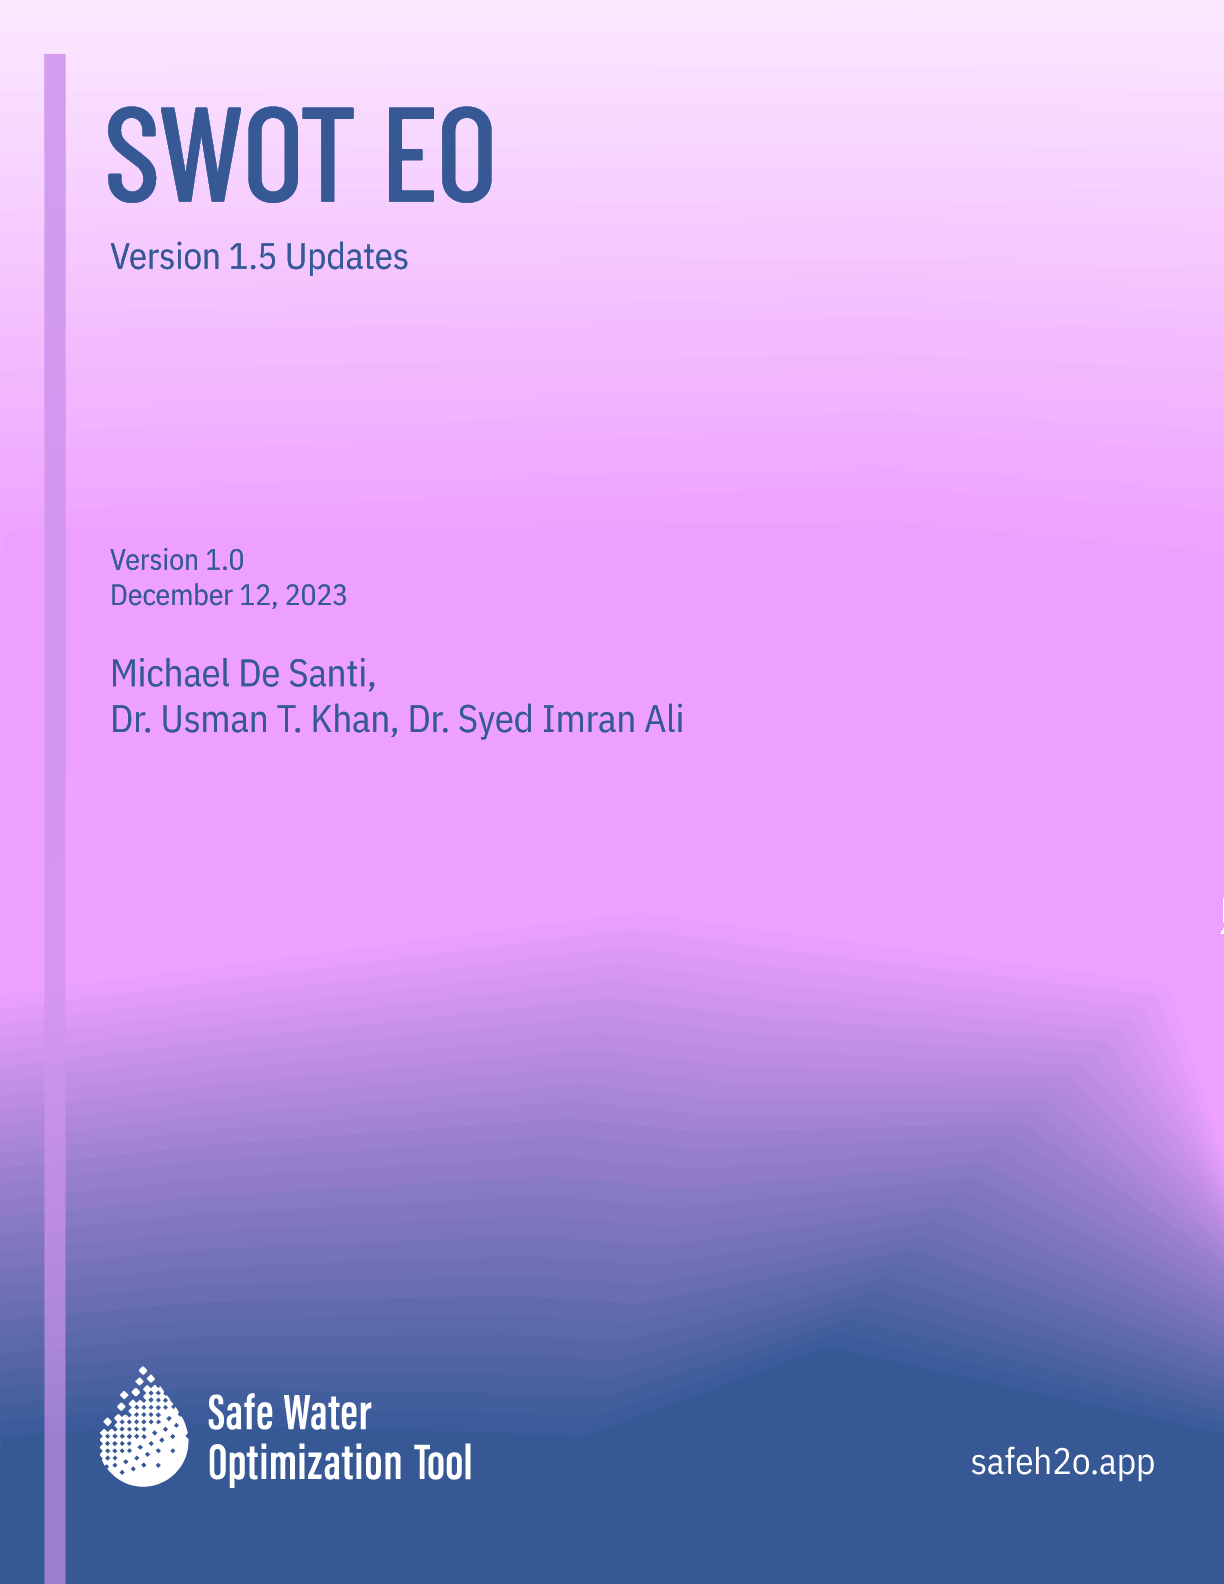 SWOT EO
Version 1.5 Updates
Version 1.0
December 12, 2023
Michael De Santi,
Dr. Usman T. Khan, Dr. Syed Imran Ali
Safe Water
Optimization Tool
safeh2o.app